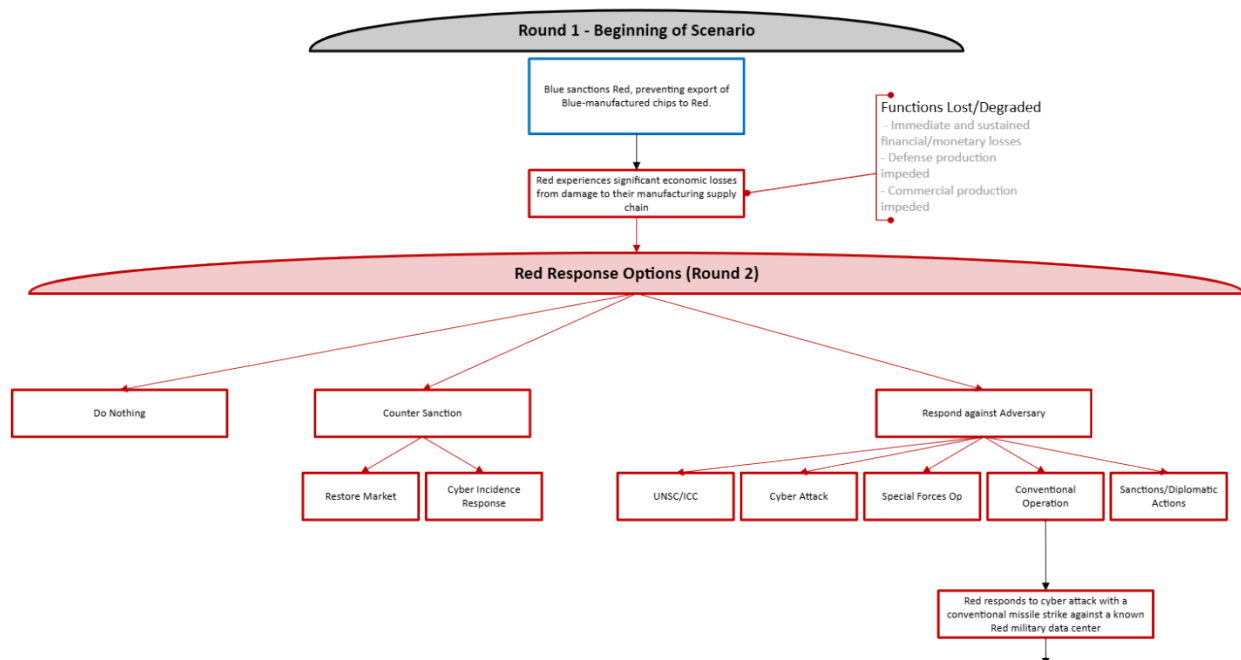 Round 1 - Beginning of Scenario
Blue sanctions Red, preventing export of
Blue-manufactured chips to Red.
Functions Lost/Degraded
- Immediate and sustained
financial/monetary losses
- Defense production
impeded
- Commercial production
impeded
Red experiences significant economic losses
from damage to their manufacturing supply
chain
Red Response Options (Round 2)
Do Nothing
Counter Sanction
Respond against Adversary
Restore Market
Cyber Incidence
Response
UNSC/ICC
Cyber Attack
Special Forces Op
Conventional
Operation
Sanctions/Diplomatic
Actions
Red responds to cyber attack with a
conventional missile strike against a known
Red military data center